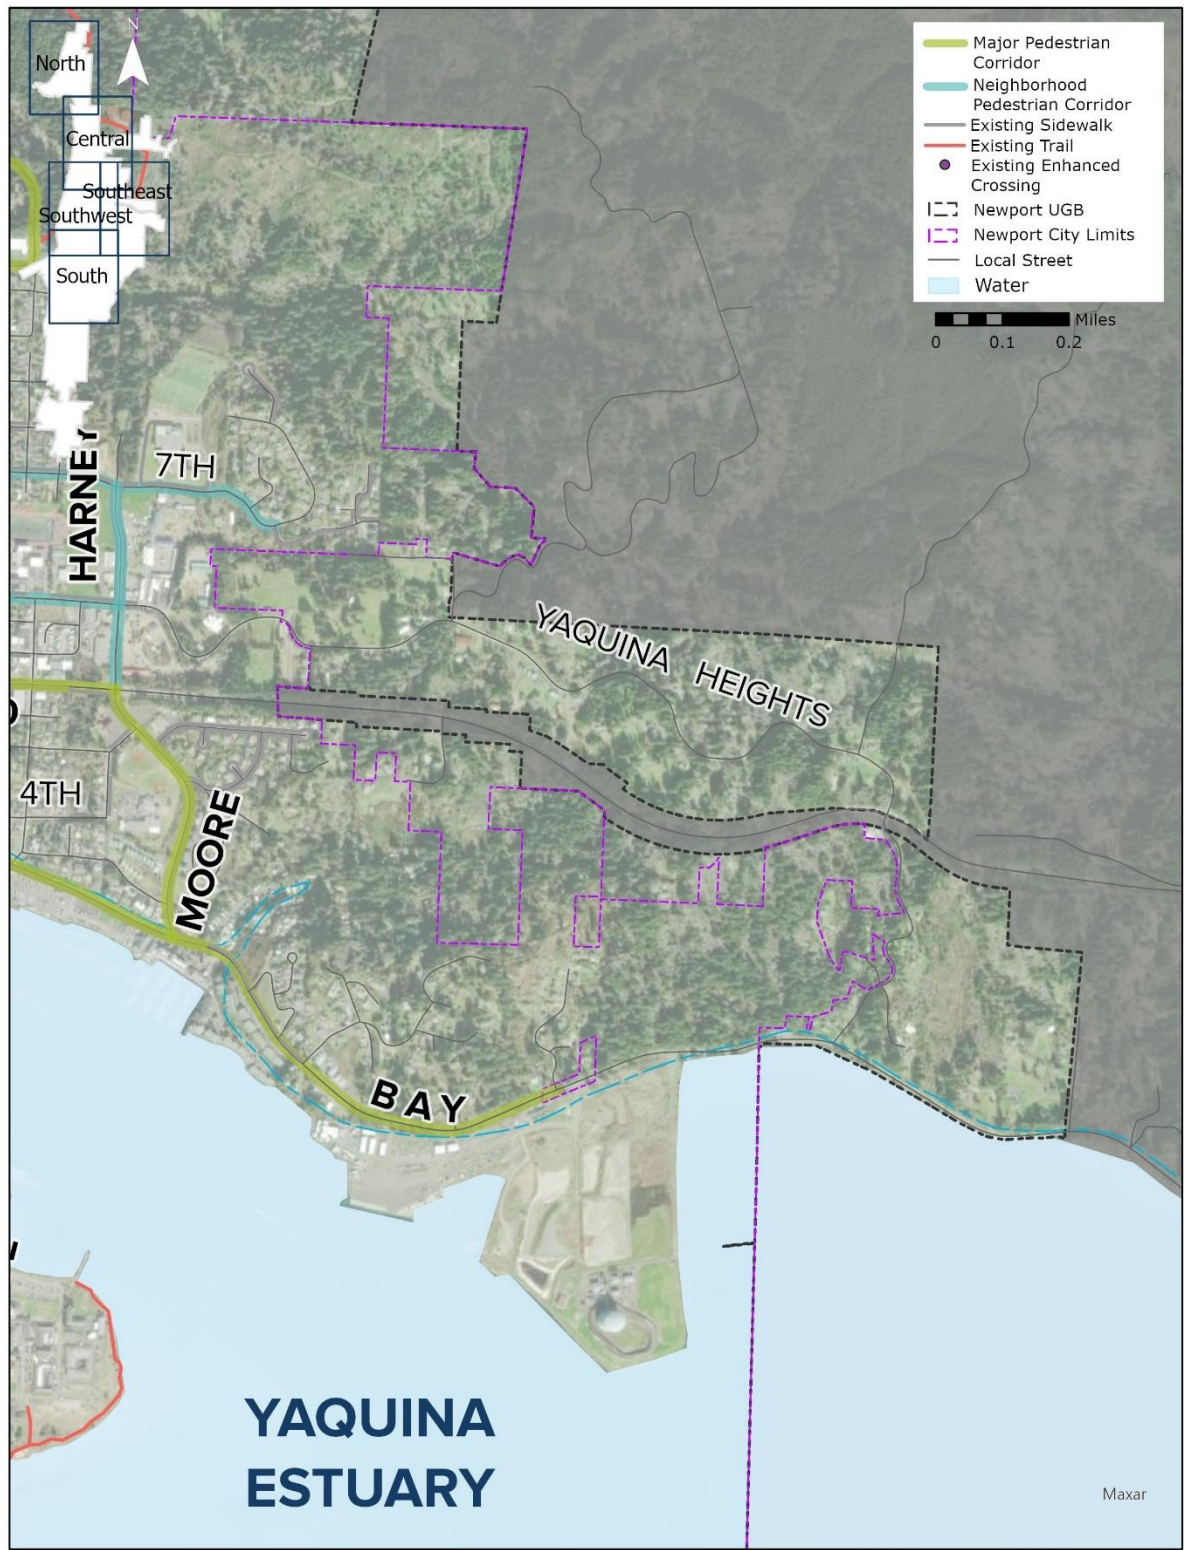 N
North
Central
Southeast
Southwest
South
Major Pedestrian
Corridor
Neighborhood
Pedestrian Corridor
Existing Sidewalk
Existing Trail
Existing Enhanced
Crossing
Newport UGB
Newport City Limits
Local Street
Water
Miles
0 0.1 0.2
HARNEY
7TH
YAQUINA HEIGHTS
4TH
MOORE
BAY
YAQUINA
ESTUARY
Maxar